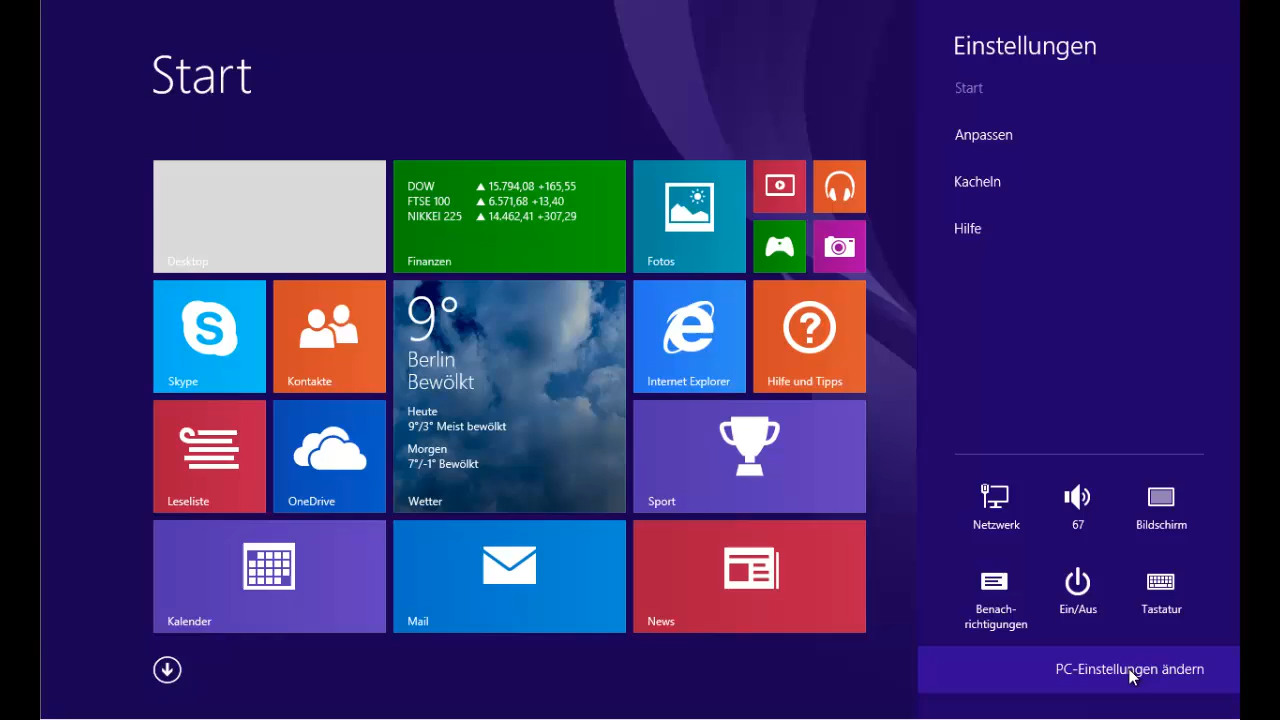 Start
Desktop
DOW ▲ 15.794,08 +165,55
FTSE 100 ▲ 6.571,68 +13,40
NIKKEI 225 ▲ 14.462,41 +307,29
Finanzen
Fotos
Skype
Kontakte
9°
Berlin
Bewölkt
Heute
9°/3° Meist bewölkt
Morgen
7°/-1° Bewölkt
Wetter
Internet Explorer
Hilfe und Tipps
Leseliste
OneDrive
Sport
Kalender
Mail
News
Einstellungen
Start
Anpassen
Kacheln
Hilfe
Netzwerk
67
Bildschirm
Benach-
richtigungen
Ein/Aus
Tastatur
PC-Einstellungen ändern